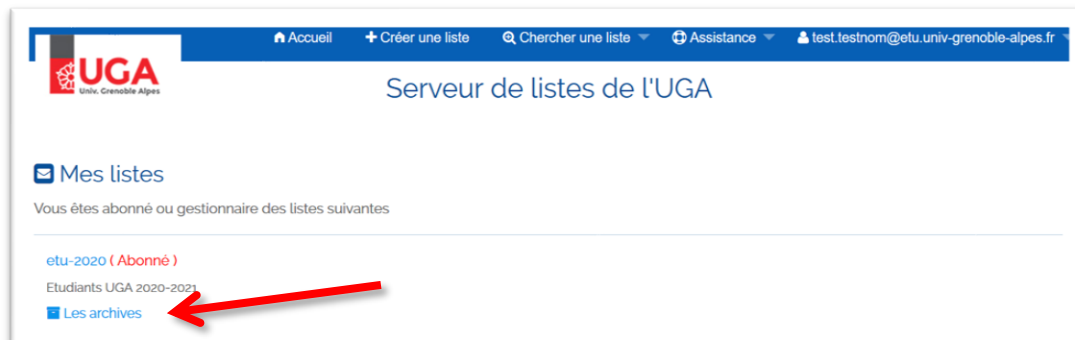 Accueil Créer une liste Chercher une liste Assistance test.testnom@etu.univ-grenoble-alpes.fr
UGA
Univ. Grenoble Alpes
Serveur de listes de l'UGA
Mes listes
Vous êtes abonné ou gestionnaire des listes suivantes
etu-2020 ( Abonné )
Etudiants UGA 2020-2021
Les archives